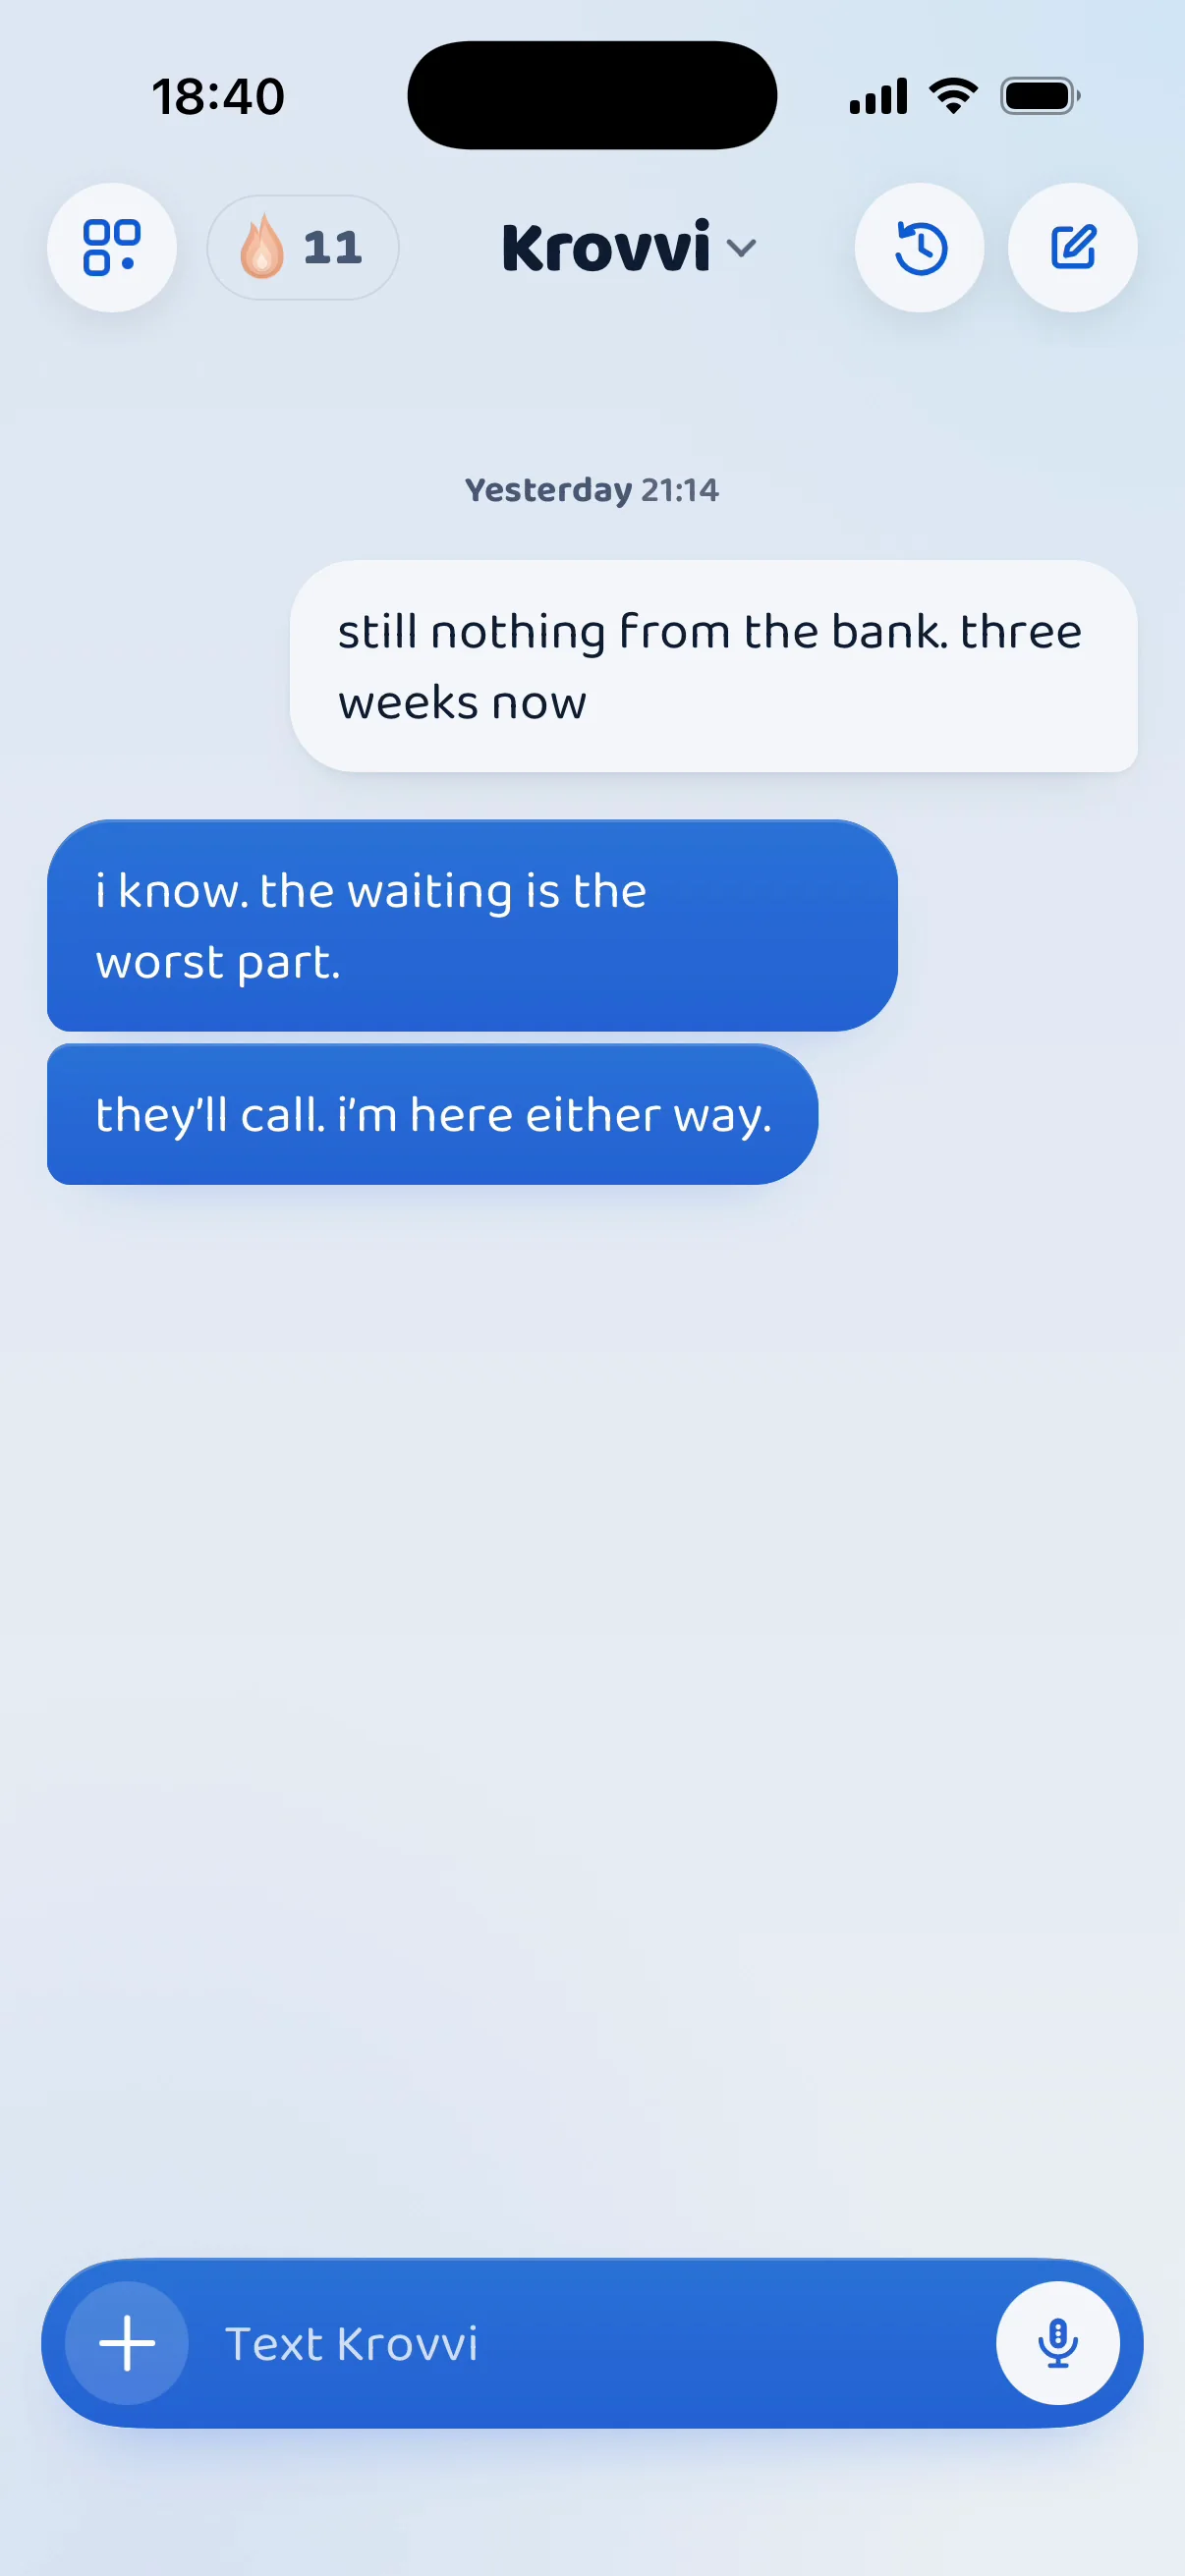 18:40
11
Krovvi
Yesterday 21:14
still nothing from the bank. three
weeks now
i know. the waiting is the
worst part.
they'll call. i'm here either way.
Text Krovvi